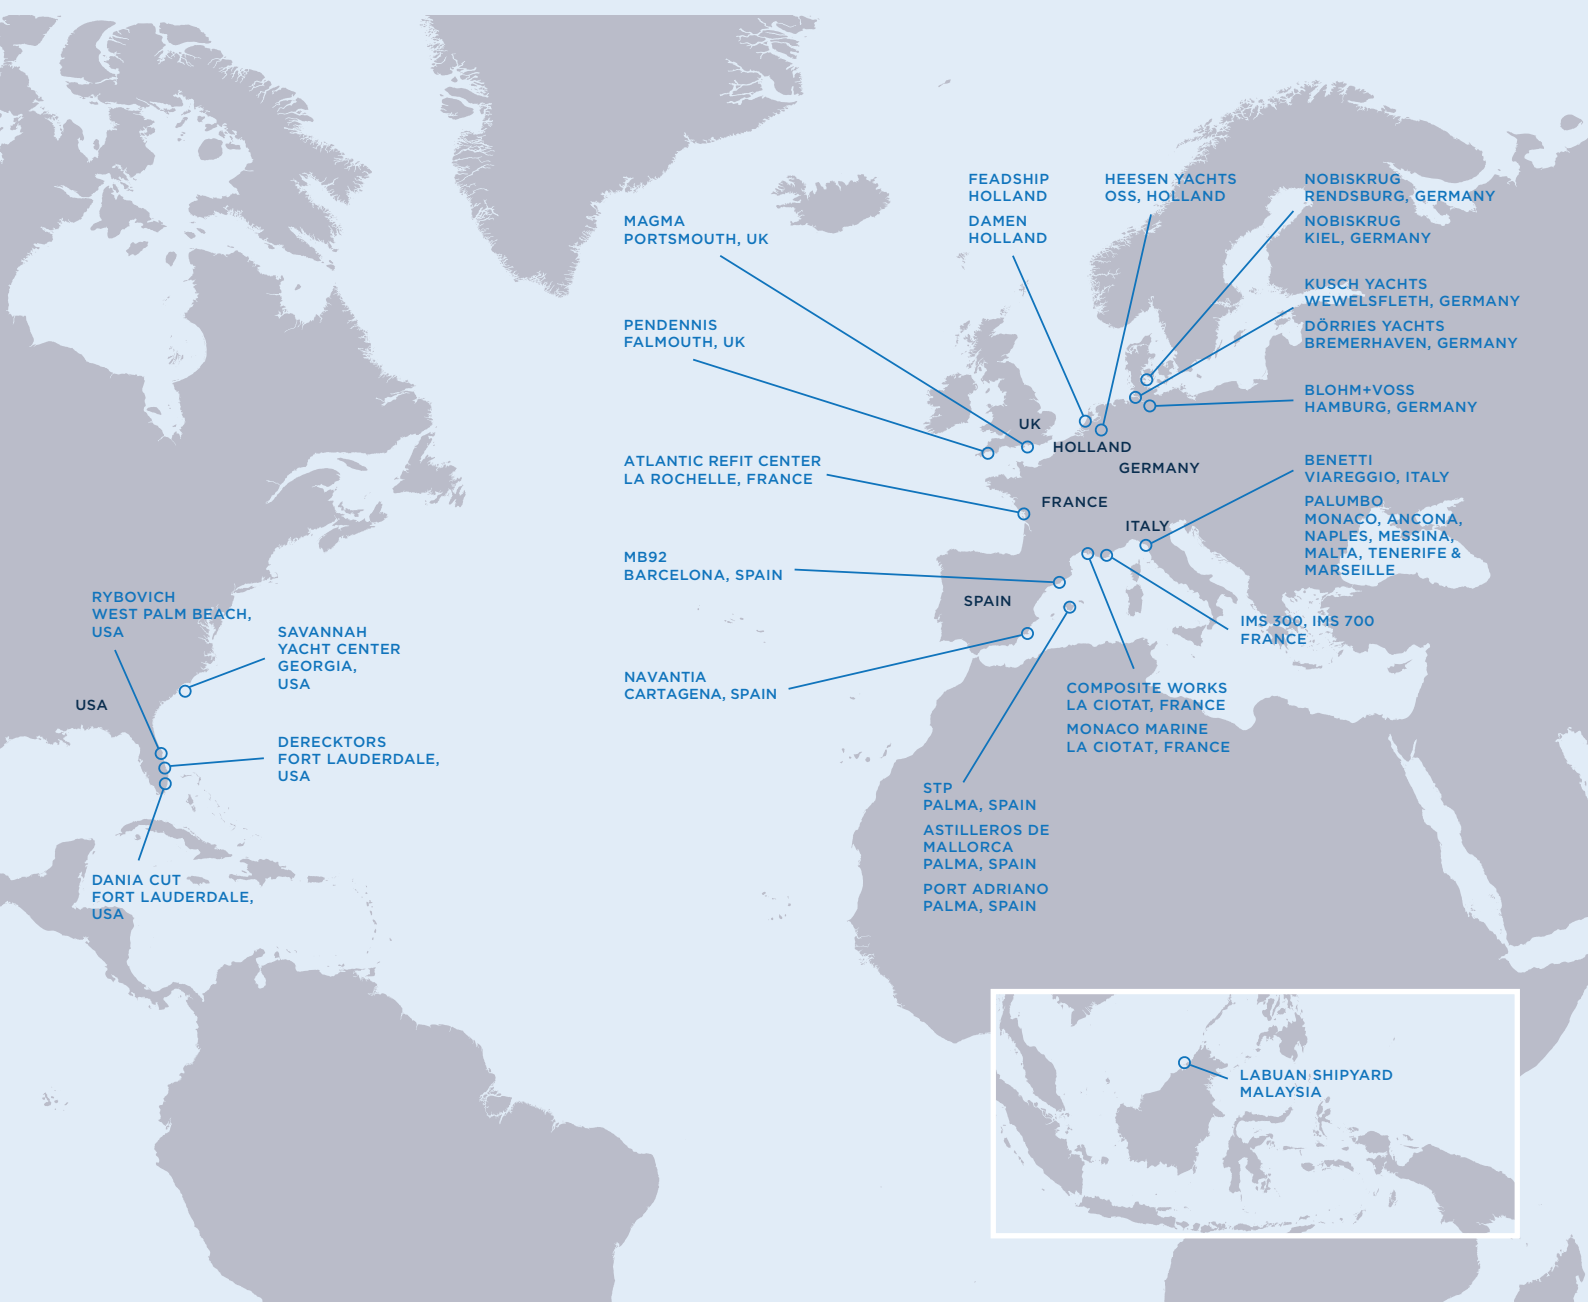 FEADSHIP
HOLLAND
DAMEN
HOLLAND
HEESEN YACHTS
OSS, HOLLAND
NOBISKRUG
RENDSBURG, GERMANY
NOBISKRUG
KIEL, GERMANY
MAGMA
PORTSMOUTH, UK
KUSCH YACHTS
WEWELSFLETH, GERMANY
DÖRRIES YACHTS
BREMERHAVEN, GERMANY
PENDENNIS
FALMOUTH, UK
BLOHM+VOSS
HAMBURG, GERMANY
UK
HOLLAND
GERMANY
ATLANTIC REFIT CENTER
LA ROCHELLE, FRANCE
BENETTI
VIAREGGIO, ITALY
PALUMBO
MONACO, ANCONA,
NAPLES, MESSINA,
MALTA, TENERIFE &
MARSEILLE
FRANCE
ITALY
MB92
BARCELONA, SPAIN
SPAIN
IMS 300, IMS 700
FRANCE
RYBOVICH
WEST PALM BEACH,
USA
SAVANNAH
YACHT CENTER
GEORGIA,
USA
NAVANTIA
CARTAGENA, SPAIN
COMPOSITE WORKS
LA CIOTAT, FRANCE
MONACO MARINE
LA CIOTAT, FRANCE
USA
DERECKTORS
FORT LAUDERDALE,
USA
STP
PALMA, SPAIN
ASTILLEROS DE
MALLORCA
PALMA, SPAIN
PORT ADRIANO
PALMA, SPAIN
DANIA CUT
FORT LAUDERDALE,
USA
LABUAN SHIPYARD
MALAYSIA